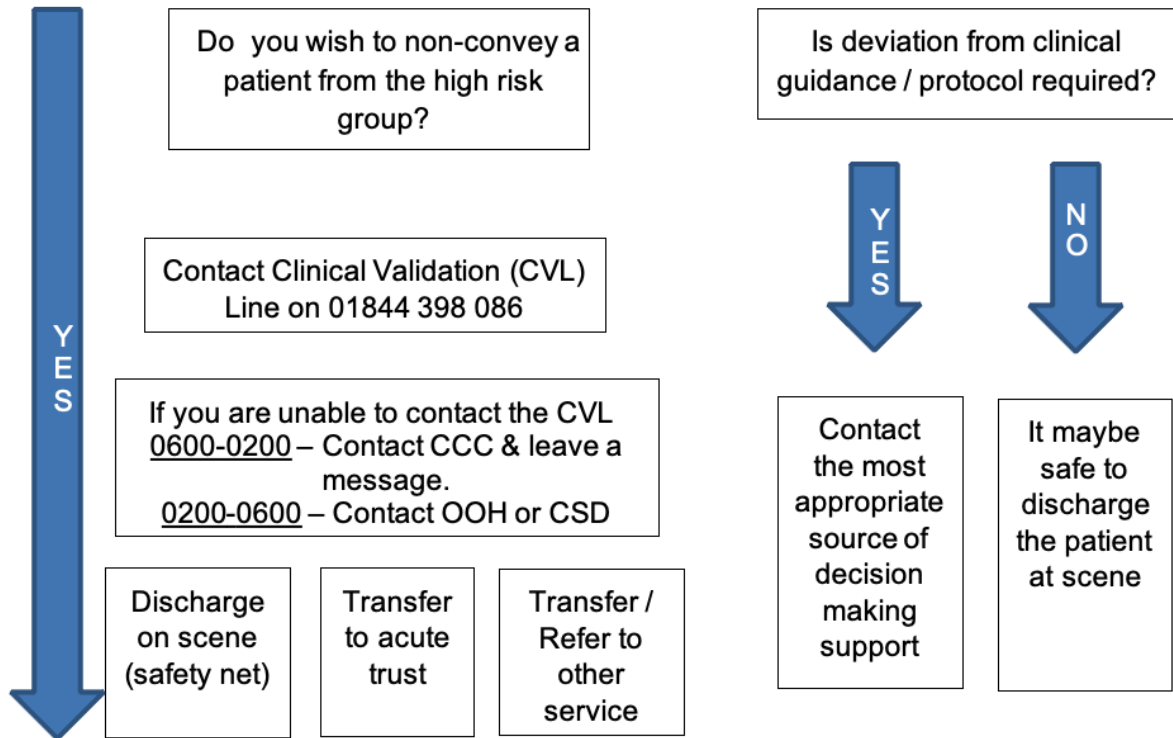 Do you wish to non-convey a
patient from the high risk
group?
Contact Clinical Validation (CVL)
Line on 01844 398 086
If you are unable to contact the CVL
0600-0200 – Contact CCC & leave a
message.
0200-0600 – Contact OOH or CSD
YES
Discharge
on scene
(safety net)
Transfer
to acute
trust
Transfer /
Refer to
other
service
Is deviation from clinical
guidance / protocol required?
YES
NO
Contact
the most
appropriate
source of
decision
making
support
It maybe
safe to
discharge
the patient
at scene